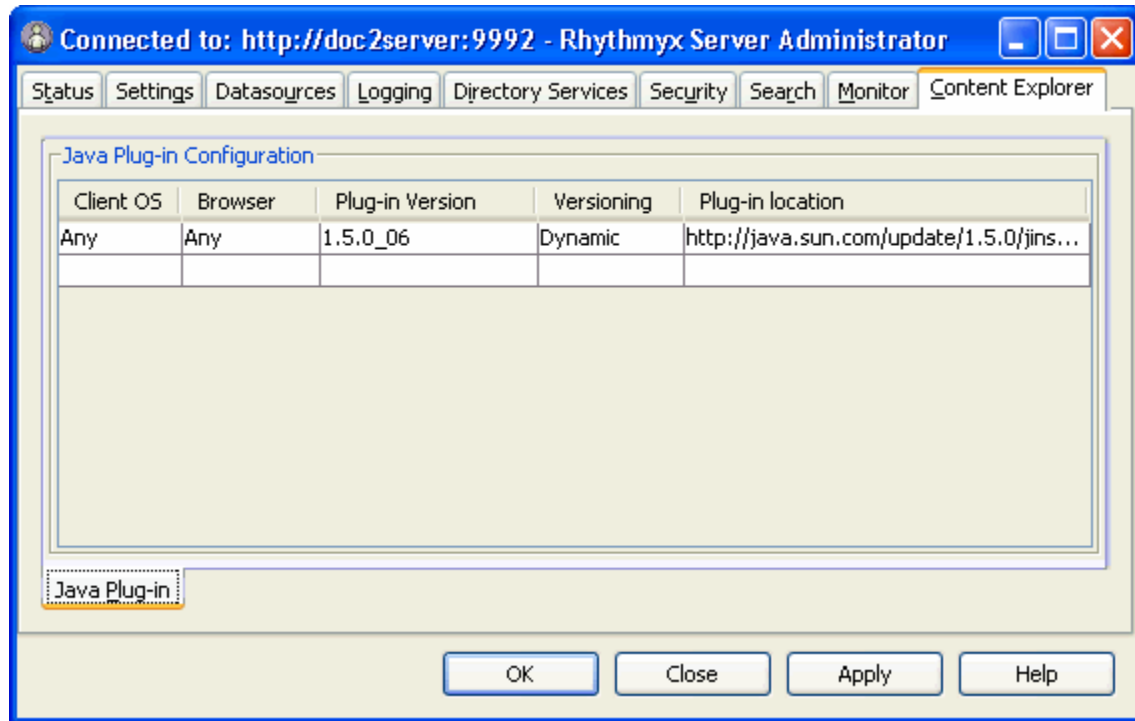 Connected to: http://doc2server:9992 - Rhythmyx Server Administrator
Status Settings Datasources Logging Directory Services Security Search Monitor Content Explorer
Java Plug-in Configuration
Client OS Browser Plug-in Version Versioning Plug-in location
Any Any 1.5.0_06 Dynamic http://java.sun.com/update/1.5.0/jins...
Java Plug-in
OK Close Apply Help